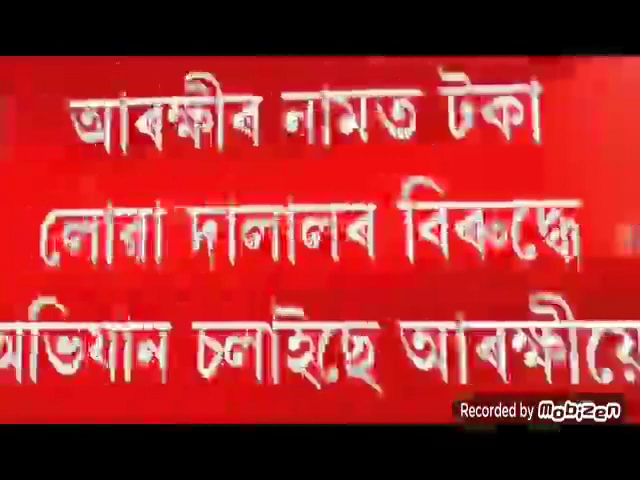 আৰক্ষীৰ নামত টকা
লোৱা দালালৰ বিৰুদ্ধে
অভিযান চলাইছে আৰক্ষীয়ে
Recorded by Mobizen